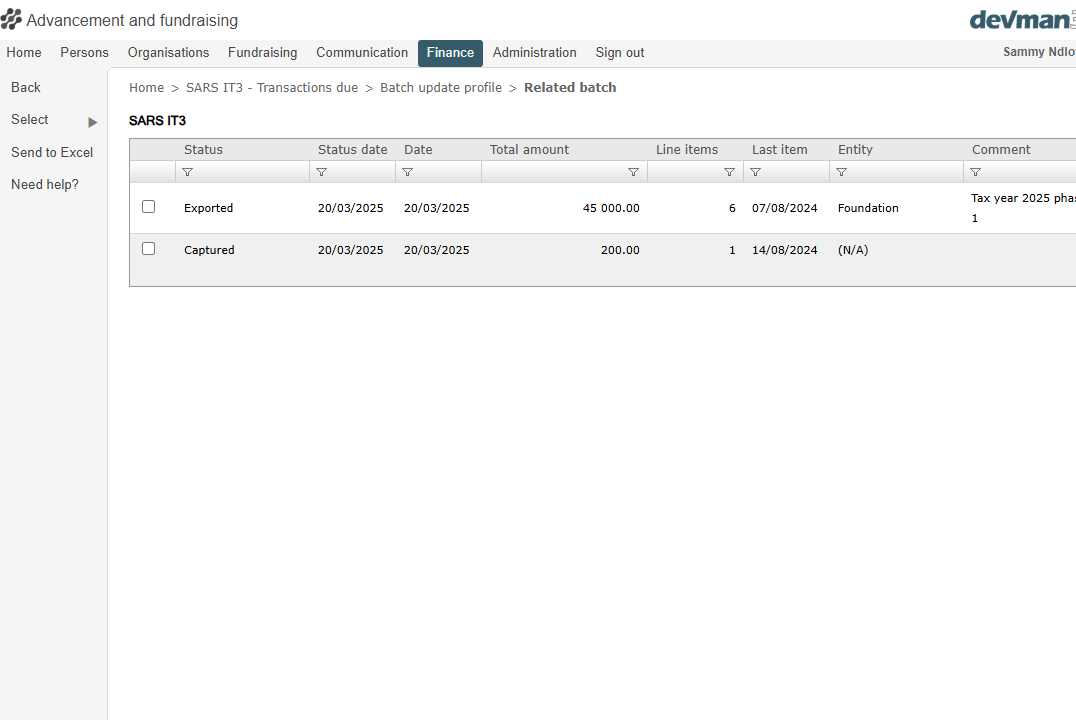 Advancement and fundraising
devman
Home Persons Organisations Fundraising Communication Finance Administration Sign out
Sammy Ndlo
Back
Select
Send to Excel
Need help?
Home > SARS IT3 - Transactions due > Batch update profile > Related batch
SARS IT3
Status Status date Date Total amount Line items Last item Entity Comment
Exported 20/03/2025 20/03/2025 45 000.00 6 07/08/2024 Foundation Tax year 2025 phas
1
Captured 20/03/2025 20/03/2025 200.00 1 14/08/2024 (N/A)